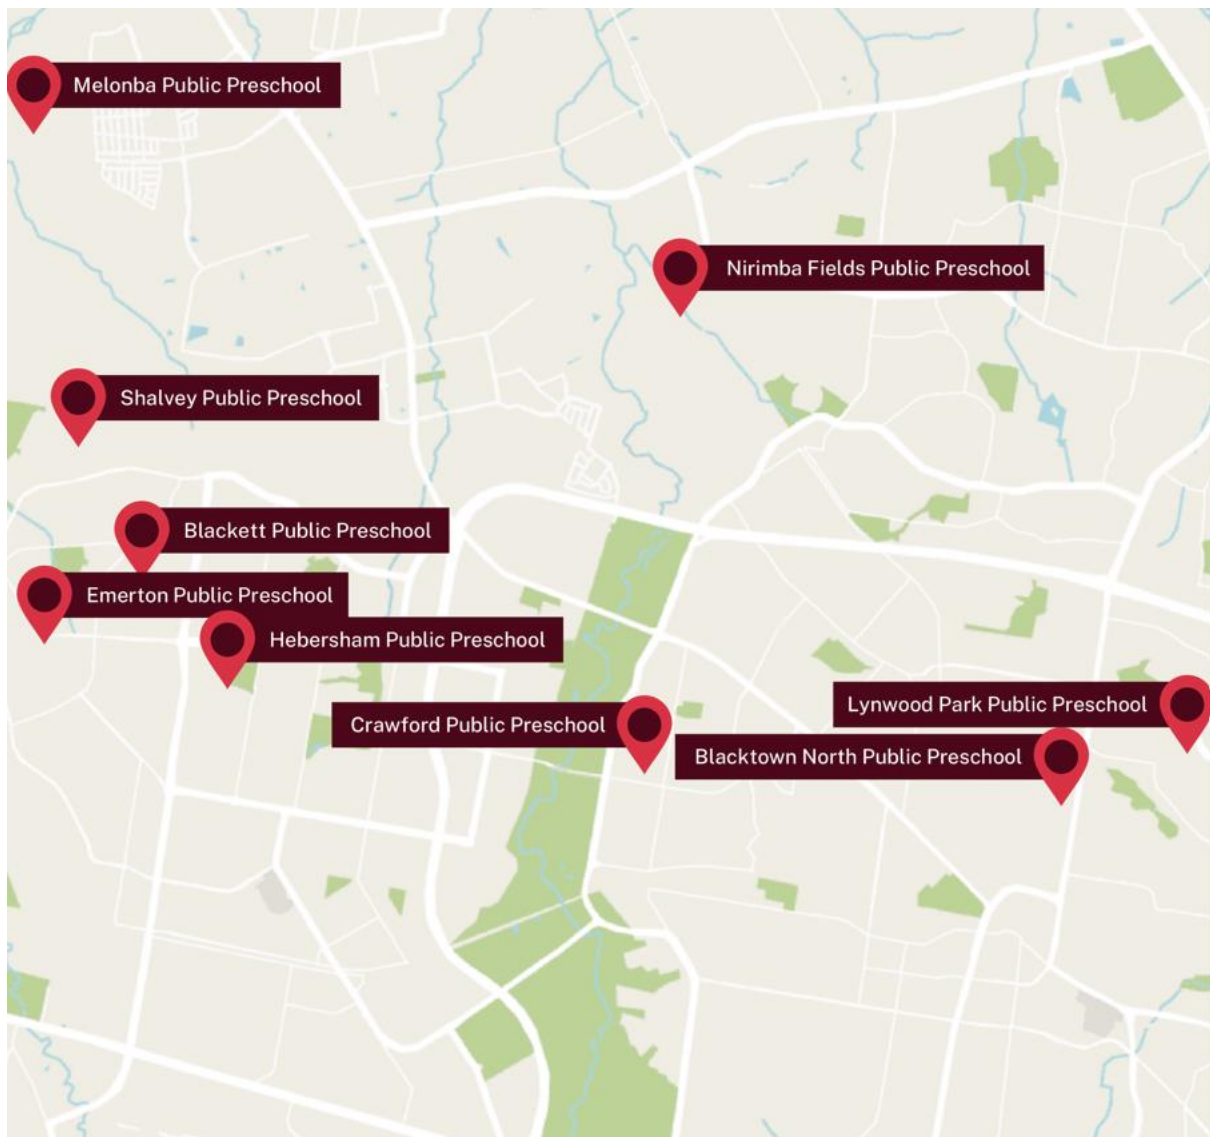 Melonba Public Preschool
Nirimba Fields Public Preschool
Shalvey Public Preschool
Blackett Public Preschool
Emerton Public Preschool
Hebersham Public Preschool
Lynwood Park Public Preschool
Crawford Public Preschool
Blacktown North Public Preschool